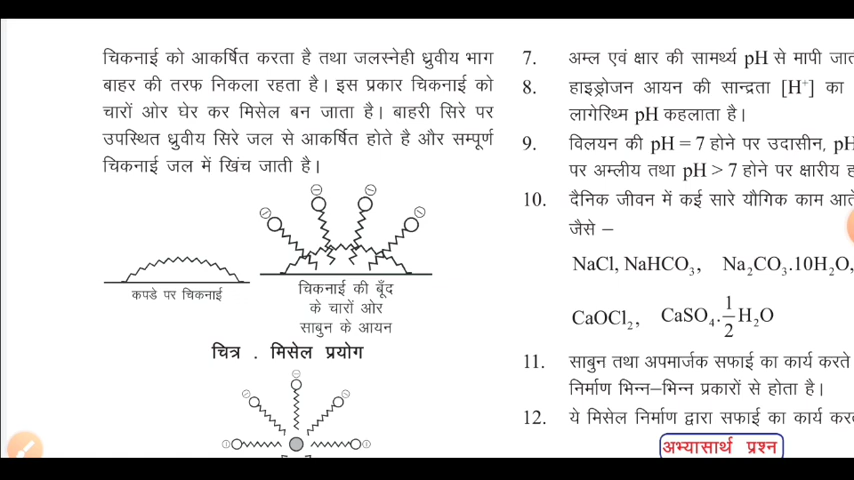 चिकनाई को आकर्षित करता है तथा जलस्नेही ध्रुवीय भाग
बाहर की तरफ निकला रहता है। इस प्रकार चिकनाई को
चारों ओर घेर कर मिसेल बन जाता है। बाहरी सिरे पर
उपस्थित ध्रुवीय सिरे जल से आकर्षित होते है और सम्पूर्ण
चिकनाई जल में खिंच जाती है।
कपडे पर चिकनाई
चिकनाई की बूँद
के चारों ओर
साबुन के आयन
चित्र . मिसेल प्रयोग
7. अम्ल एवं क्षार की सामर्थ्य pH से मापी
8. हाइड्रोजन आयन की सान्द्रता [H⁺] का
लागेरिथ्म pH कहलाता है।
9. विलयन की pH = 7 होने पर उदासीन, pH
पर अम्लीय तथा pH > 7 होने पर क्षारीय
10. दैनिक जीवन में कई सारे यौगिक काम आते
जैसे –
NaCl, NaHCO₃, Na₂CO₃.10H₂O,
CaOCl₂, CaSO₄.1/2H₂O
11. साबुन तथा अपमार्जक सफाई का कार्य करते
निर्माण भिन्न–भिन्न प्रकारों से होता है।
12. ये मिसेल निर्माण द्वारा सफाई का कार्य
अभ्यासार्थ प्रश्न